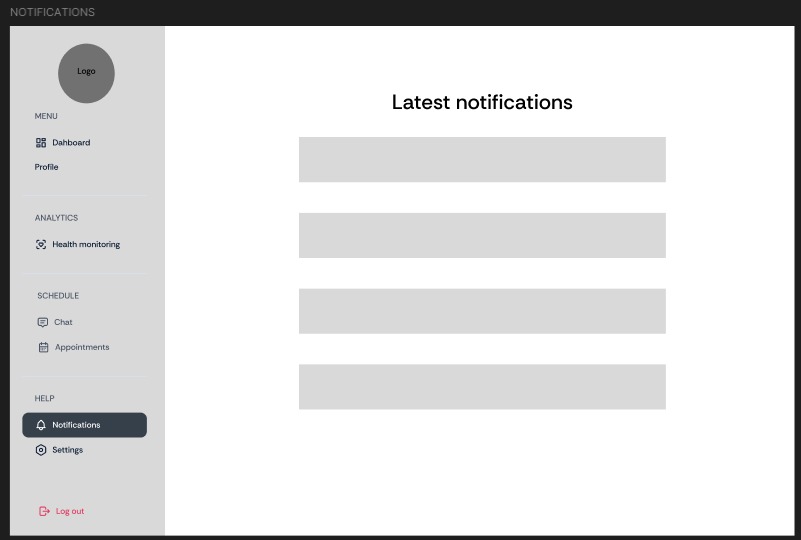 NOTIFICATIONS
Logo
MENU
Dahboard
Profile
ANALYTICS
Health monitoring
SCHEDULE
Chat
Appointments
HELP
Notifications
Settings
Log out
Latest notifications